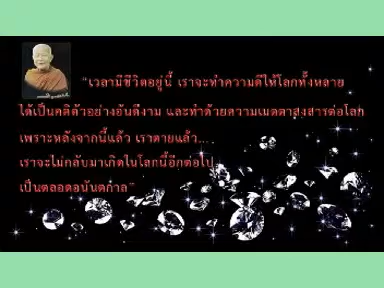 “เวลามีชีวิตอยู่นี้ เราจะทำความดีให้โลกทั้งหลาย
ได้เป็นคติตัวอย่างอันดีงาม และทำด้วยความเมตตาสงสารต่อโลก
เพราะหลังจากนี้แล้ว เราตายแล้ว....
เราจะไม่กลับมาเกิดในโลกนี้อีกต่อไป
เป็นตลอดอนันตกาล”